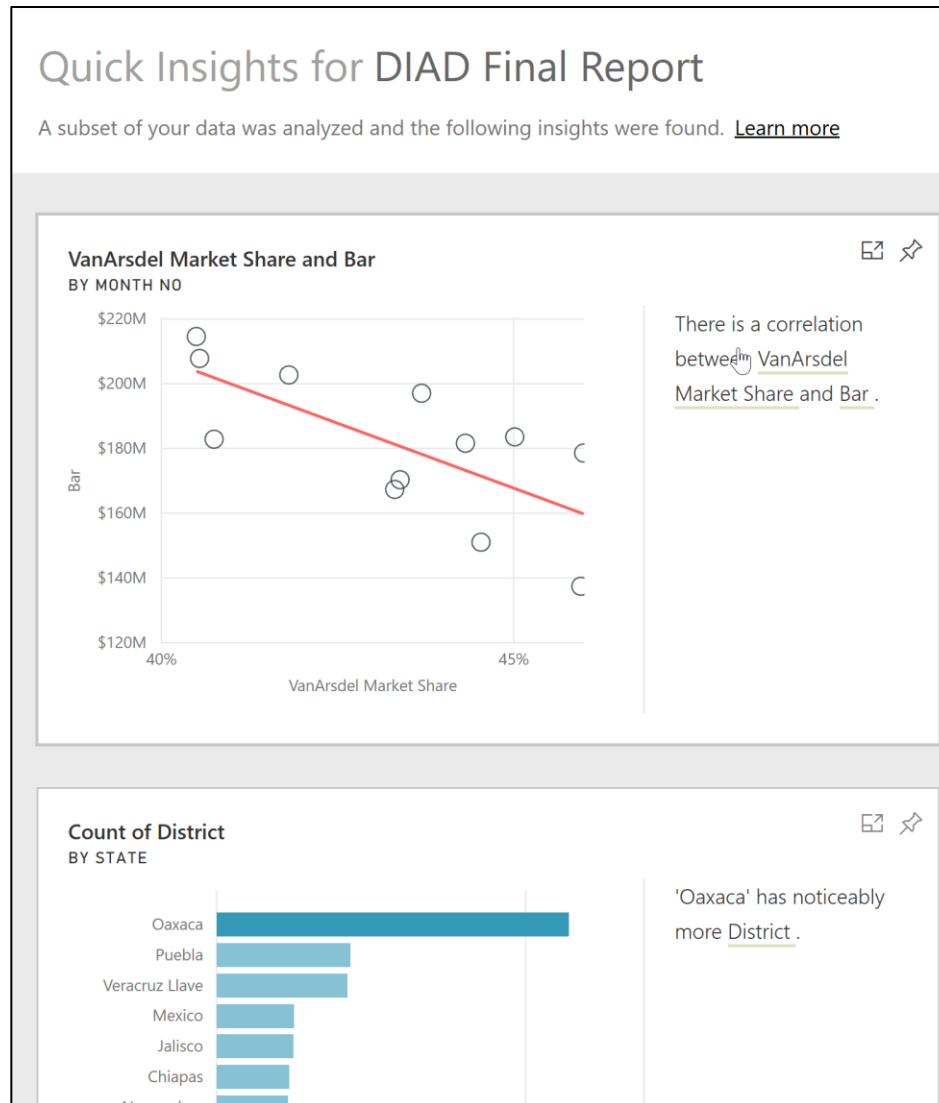 Quick Insights for DIAD Final Report
A subset of your data was analyzed and the following insights were found. Learn more
VanArsdel Market Share and Bar
BY MONTH NO
$220M
$200M
$180M
$160M
$140M
$120M
Bar
40%
45%
VanArsdel Market Share
There is a correlation
between VanArsdel
Market Share and Bar .
Count of District
BY STATE
Oaxaca
Puebla
Veracruz Llave
Mexico
Jalisco
Chiapas
'Oaxaca' has noticeably
more District .